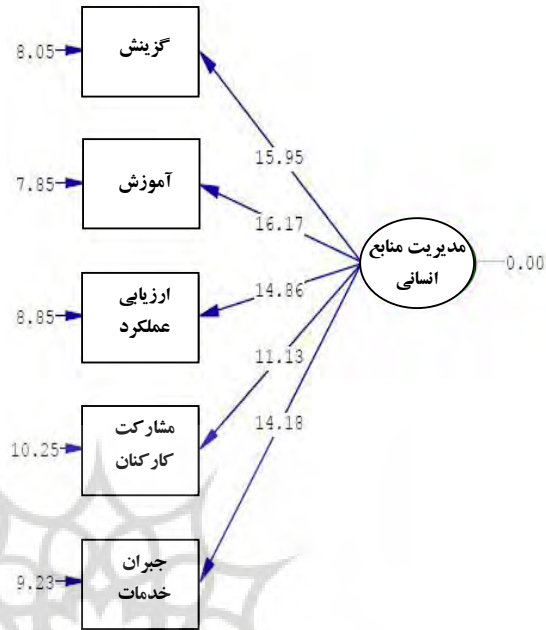 8.05
گزینش
15.95
7.85
آموزش
16.17
مدیریت منابع
انسانی
0.00
8.85
ارزیابی
عملکرد
14.86
11.13
10.25
مشارکت
کارکنان
14.18
9.23
جبران
خدمات